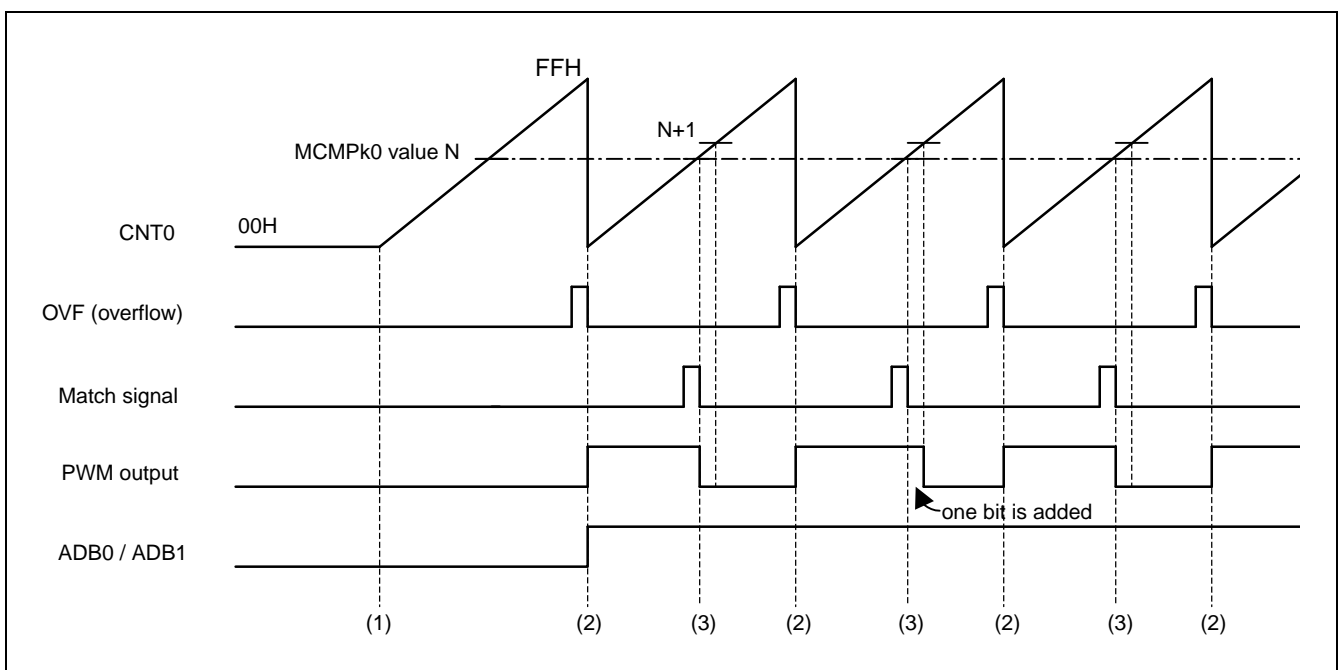 FFH
N+1
MCMPk0 value N
00H
CNT0
OVF (overflow)
Match signal
PWM output
one bit is added
ADB0 / ADB1
(1) (2) (3) (2) (3) (2) (3) (2)